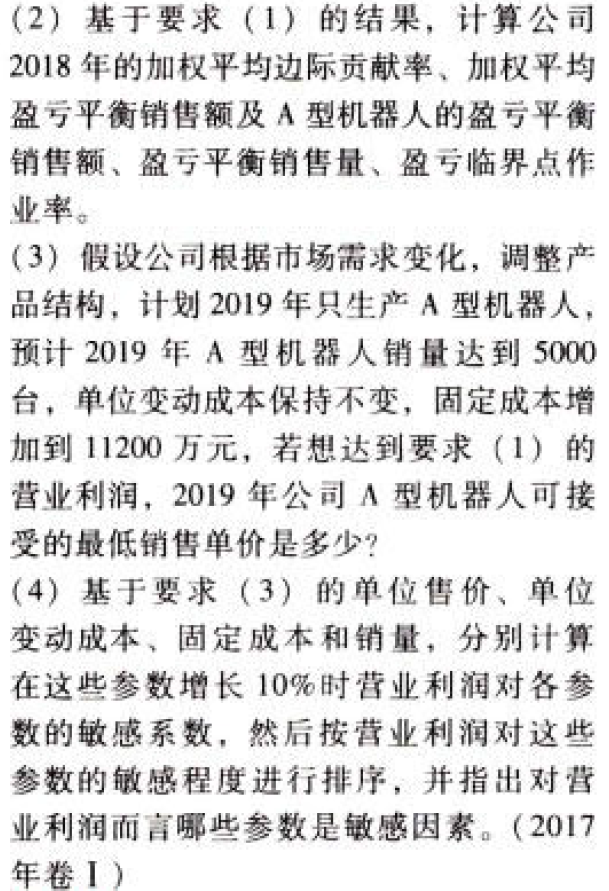 (2) 基于要求（1）的结果，计算公司
2018 年的加权平均边际贡献率、加权平均
盈亏平衡销售额及 A 型机器人的盈亏平衡
销售额、盈亏平衡销售量、盈亏临界点作
业率。
(3) 假设公司根据市场需求变化，调整产
品结构，计划 2019 年只生产 A 型机器人，
预计 2019 年 A 型机器人销量达到 5000
台，单位变动成本保持不变，固定成本增
加到 11200 万元，若想达到要求（1）的
营业利润，2019 年公司 A 型机器人可接
受的最低销售单价是多少?
(4) 基于要求（3）的单位售价、单位
变动成本、固定成本和销量，分别计算
在这些参数增长 10%时营业利润对各参
数的敏感系数，然后按营业利润对这些
参数的敏感程度进行排序，并指出对营
业利润而言哪些参数是敏感因素。(2017
年卷Ⅰ)